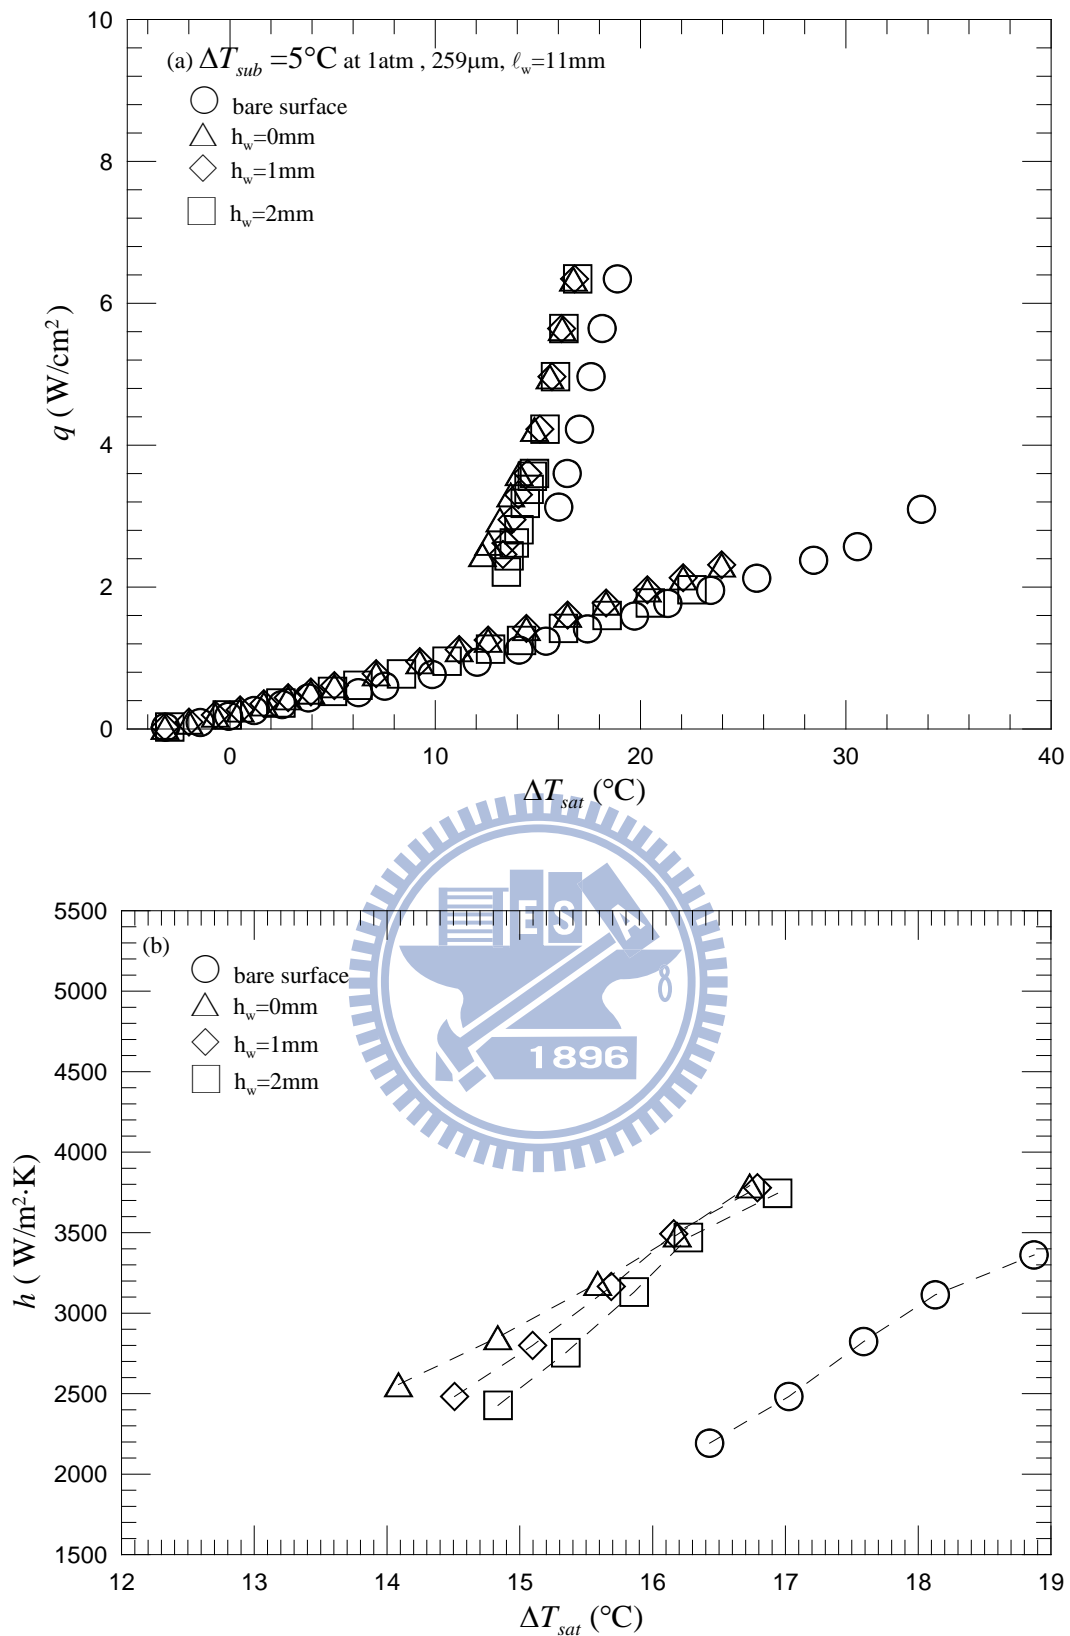 10
(a) ΔT_sub =5°C at 1atm , 259μm, ℓ_w=11mm
bare surface
h_w=0mm
8
h_w=1mm
h_w=2mm
6
q ( W/cm²)
4
2
0
0 10 20 30 40
ΔT_sat (°C)
E S A
5500
(b)
bare surface
5000
h_w=0mm
h_w=1mm
1896
4500
h_w=2mm
4000
h ( W/m²·K)
3500
3000
2500
2000
1500
12 13 14 15 16 17 18 19
ΔT_sat (°C)